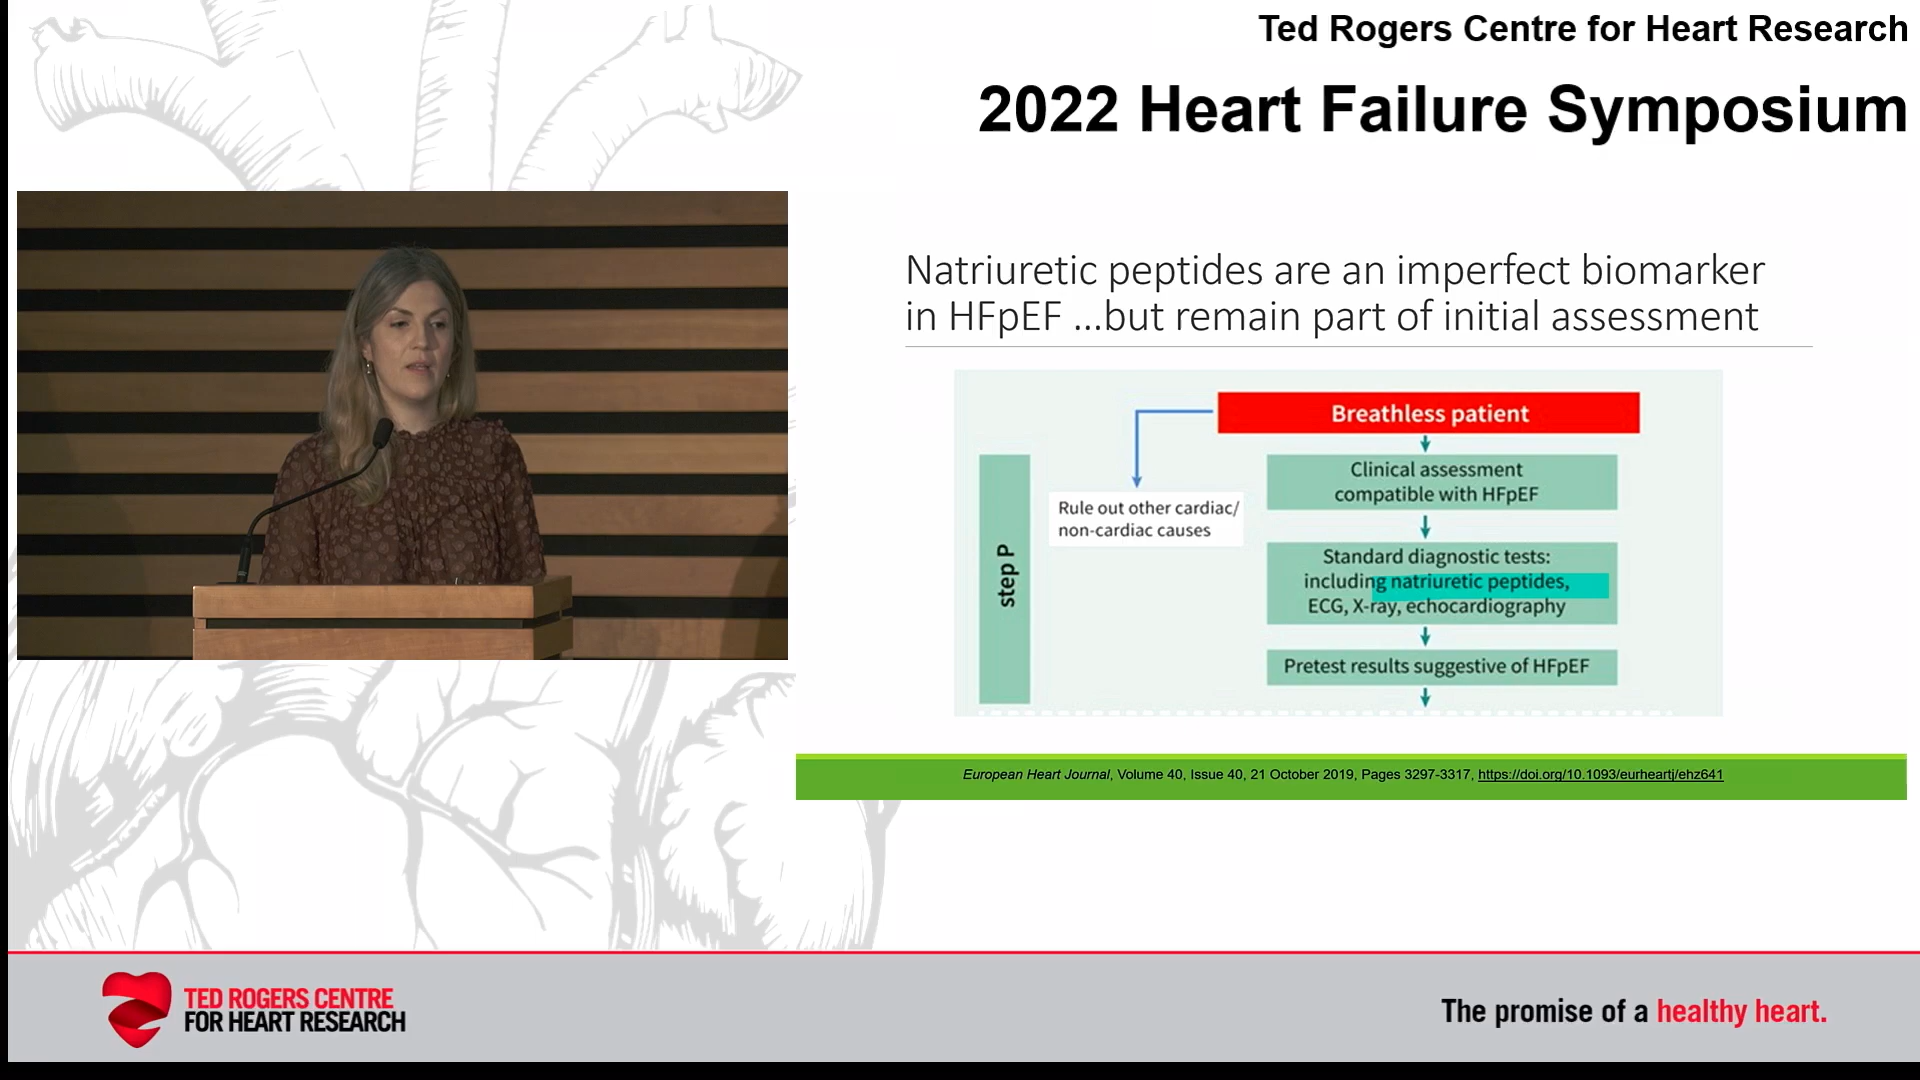 Ted Rogers Centre for Heart Research
2022 Heart Failure Symposium
Natriuretic peptides are an imperfect biomarker
in HFpEF ...but remain part of initial assessment
Breathless patient
Clinical assessment
compatible with HFpEF
Rule out other cardiac/
non-cardiac causes
step P
Standard diagnostic tests:
including natriuretic peptides,
ECG, X-ray, echocardiography
Pretest results suggestive of HFpEF
European Heart Journal, Volume 40, Issue 40, 21 October 2019, Pages 3297-3317, https://doi.org/10.1093/eurheartj/ehz641
TED ROGERS CENTRE
FOR HEART RESEARCH
The promise of a healthy heart.